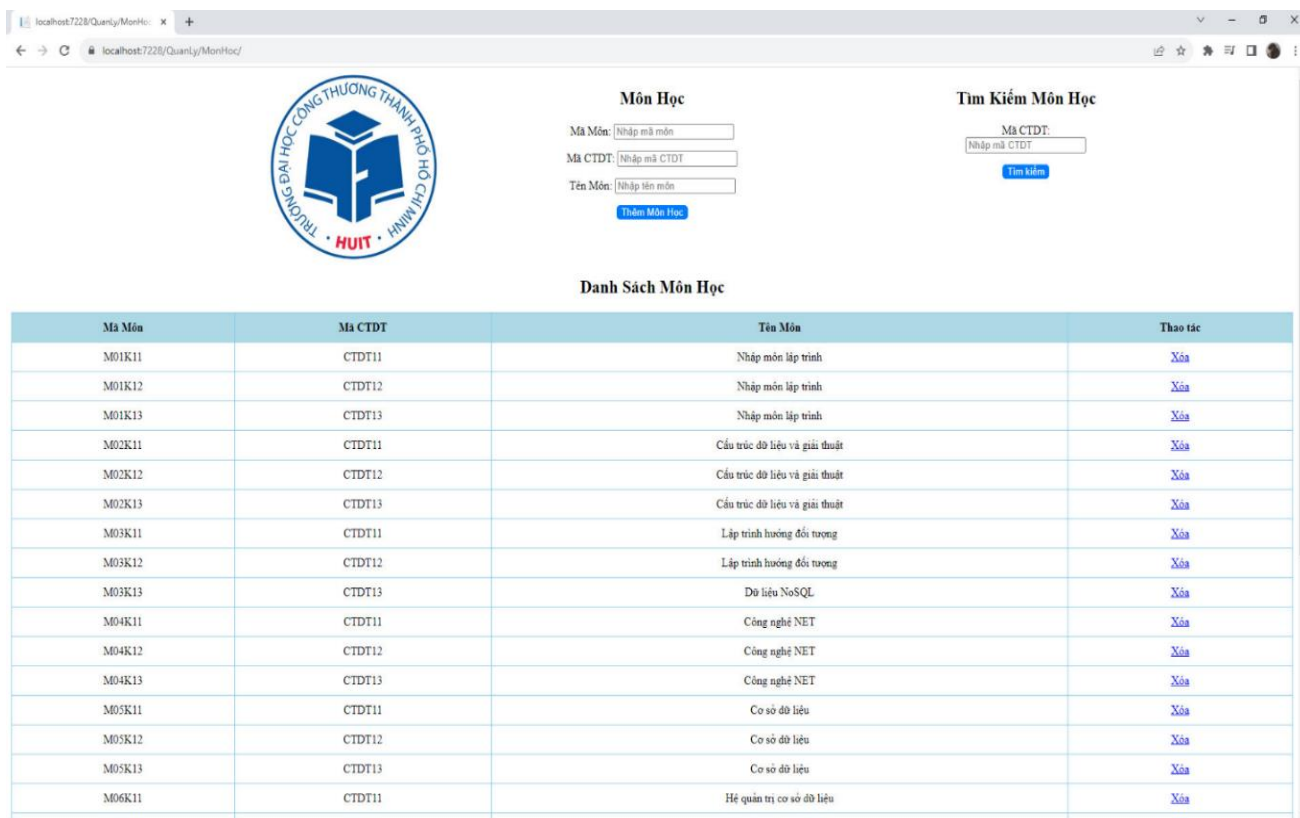 localhost:7228/QuanLy/MonHo
localhost:7228/QuanLy/MonHoc/
TRƯỜNG ĐẠI HỌC CÔNG THƯƠNG THÀNH PHỐ HỒ CHÍ MINH
HUIT
Môn Học
Mã Môn: Nhập mã môn
Mã CTDT: Nhập mã CTDT
Tên Môn: Nhập tên môn
Thêm Môn Học
Tìm Kiếm Môn Học
Mã CTDT:
Nhập mã CTDT
Tìm kiếm
Danh Sách Môn Học
Mã Môn Mã CTDT Tên Môn Thao tác
M01K11 CTDT11 Nhập môn lập trình Xóa
M01K12 CTDT12 Nhập môn lập trình Xóa
M01K13 CTDT13 Nhập môn lập trình Xóa
M02K11 CTDT11 Cấu trúc dữ liệu và giải thuật Xóa
M02K12 CTDT12 Cấu trúc dữ liệu và giải thuật Xóa
M02K13 CTDT13 Cấu trúc dữ liệu và giải thuật Xóa
M03K11 CTDT11 Lập trình hướng đối tượng Xóa
M03K12 CTDT12 Lập trình hướng đối tượng Xóa
M03K13 CTDT13 Dữ liệu NoSQL Xóa
M04K11 CTDT11 Công nghệ NET Xóa
M04K12 CTDT12 Công nghệ NET Xóa
M04K13 CTDT13 Công nghệ NET Xóa
M05K11 CTDT11 Cơ sở dữ liệu Xóa
M05K12 CTDT12 Cơ sở dữ liệu Xóa
M05K13 CTDT13 Cơ sở dữ liệu Xóa
M06K11 CTDT11 Hệ quản trị cơ sở dữ liệu Xóa